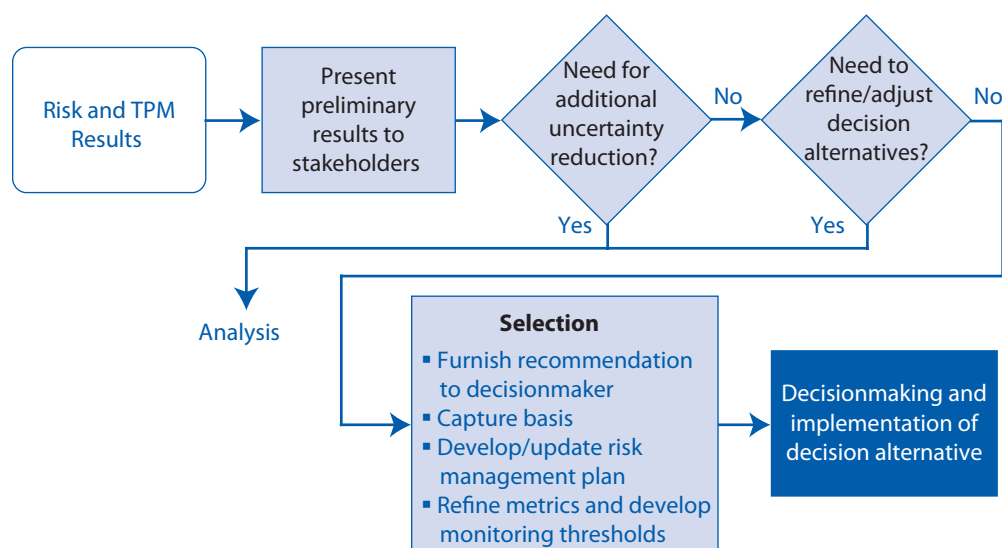 Risk and TPM
Results
Present
preliminary
results to
stakeholders
Need for
additional
uncertainty
reduction?
No
Need to
refine/adjust
decision
alternatives?
No
Yes
Yes
Analysis
Selection
▪ Furnish recommendation
to decisionmaker
▪ Capture basis
▪ Develop/update risk
management plan
▪ Refine metrics and develop
monitoring thresholds
Decisionmaking and
implementation of
decision alternative